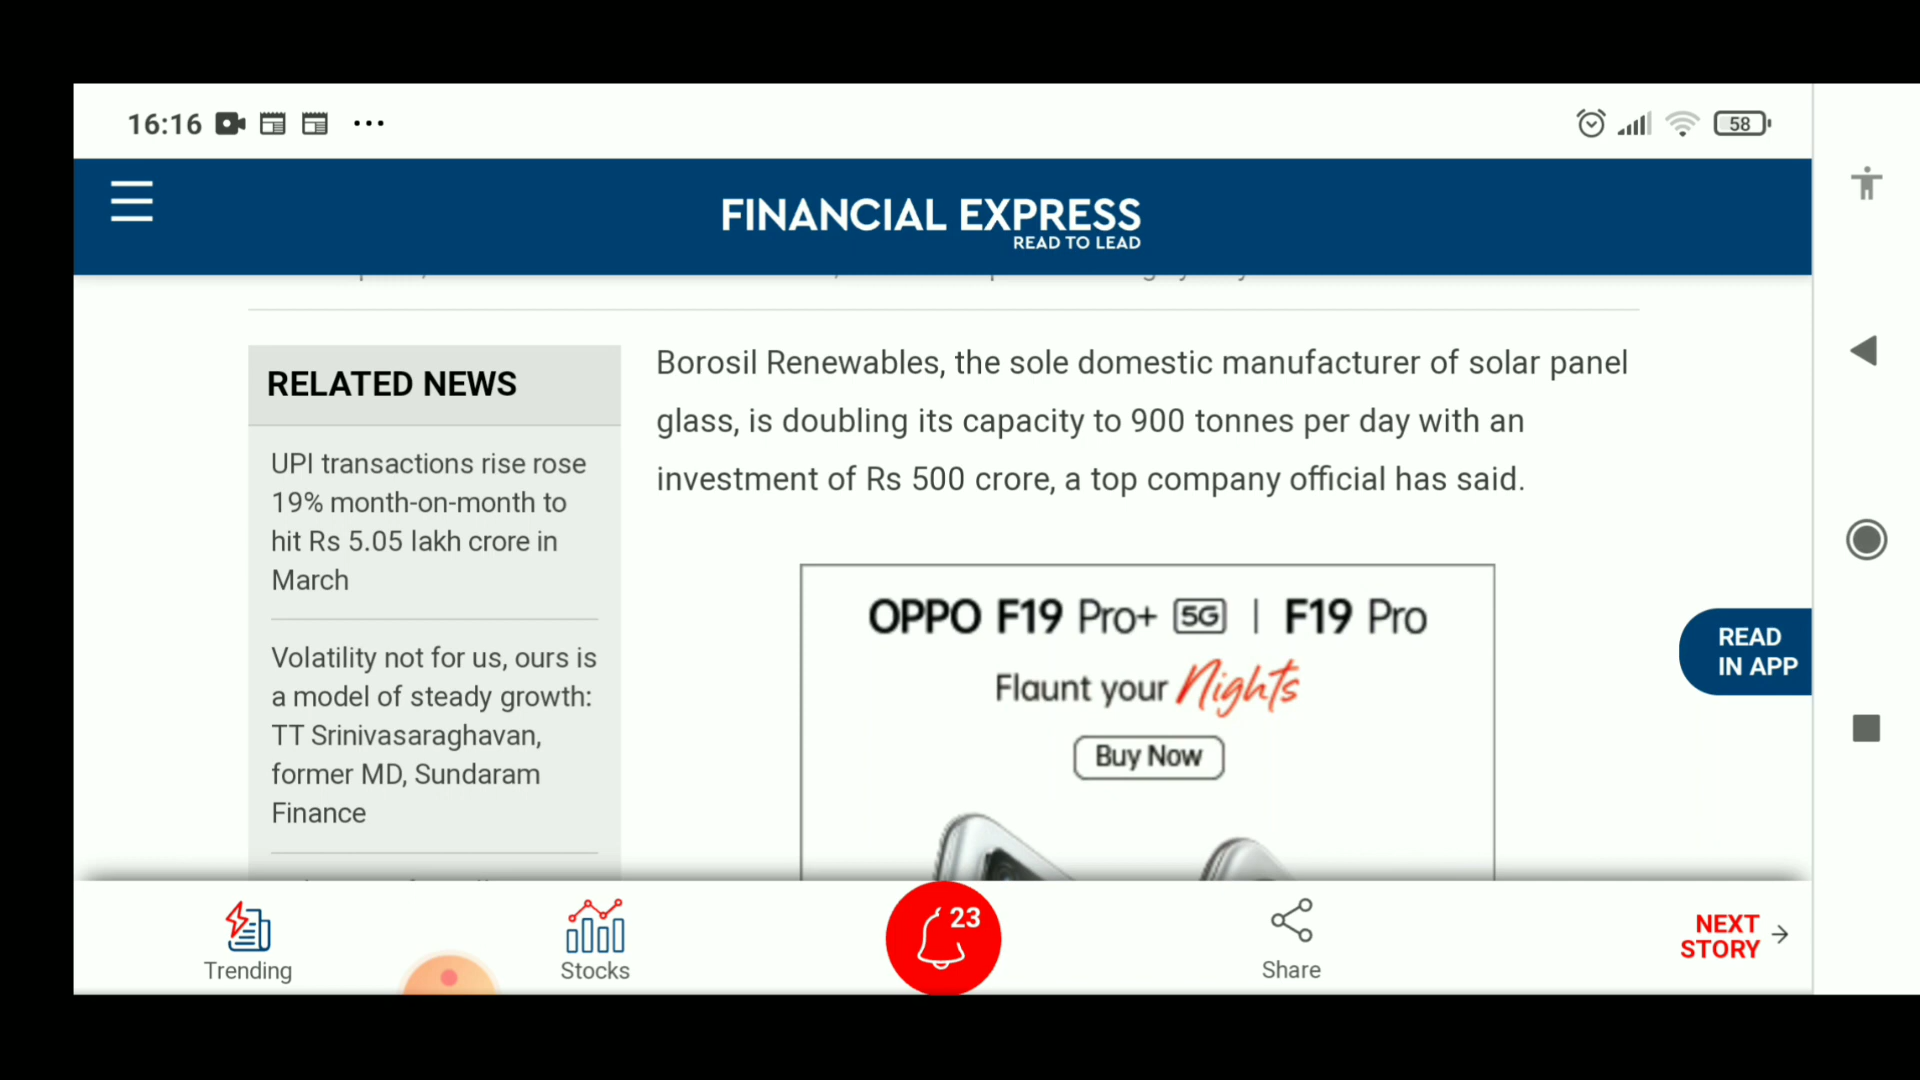 16:16
58
FINANCIAL EXPRESS
READ TO LEAD
RELATED NEWS
UPI transactions rise rose
19% month-on-month to
hit Rs 5.05 lakh crore in
March
Volatility not for us, ours is
a model of steady growth:
TT Srinivasaraghavan,
former MD, Sundaram
Finance
Borosil Renewables, the sole domestic manufacturer of solar panel
glass, is doubling its capacity to 900 tonnes per day with an
investment of Rs 500 crore, a top company official has said.
OPPO F19 Pro+ 5G | F19 Pro
Flaunt your Nights
Buy Now
READ
IN APP
Trending
Stocks
23
Share
NEXT
STORY